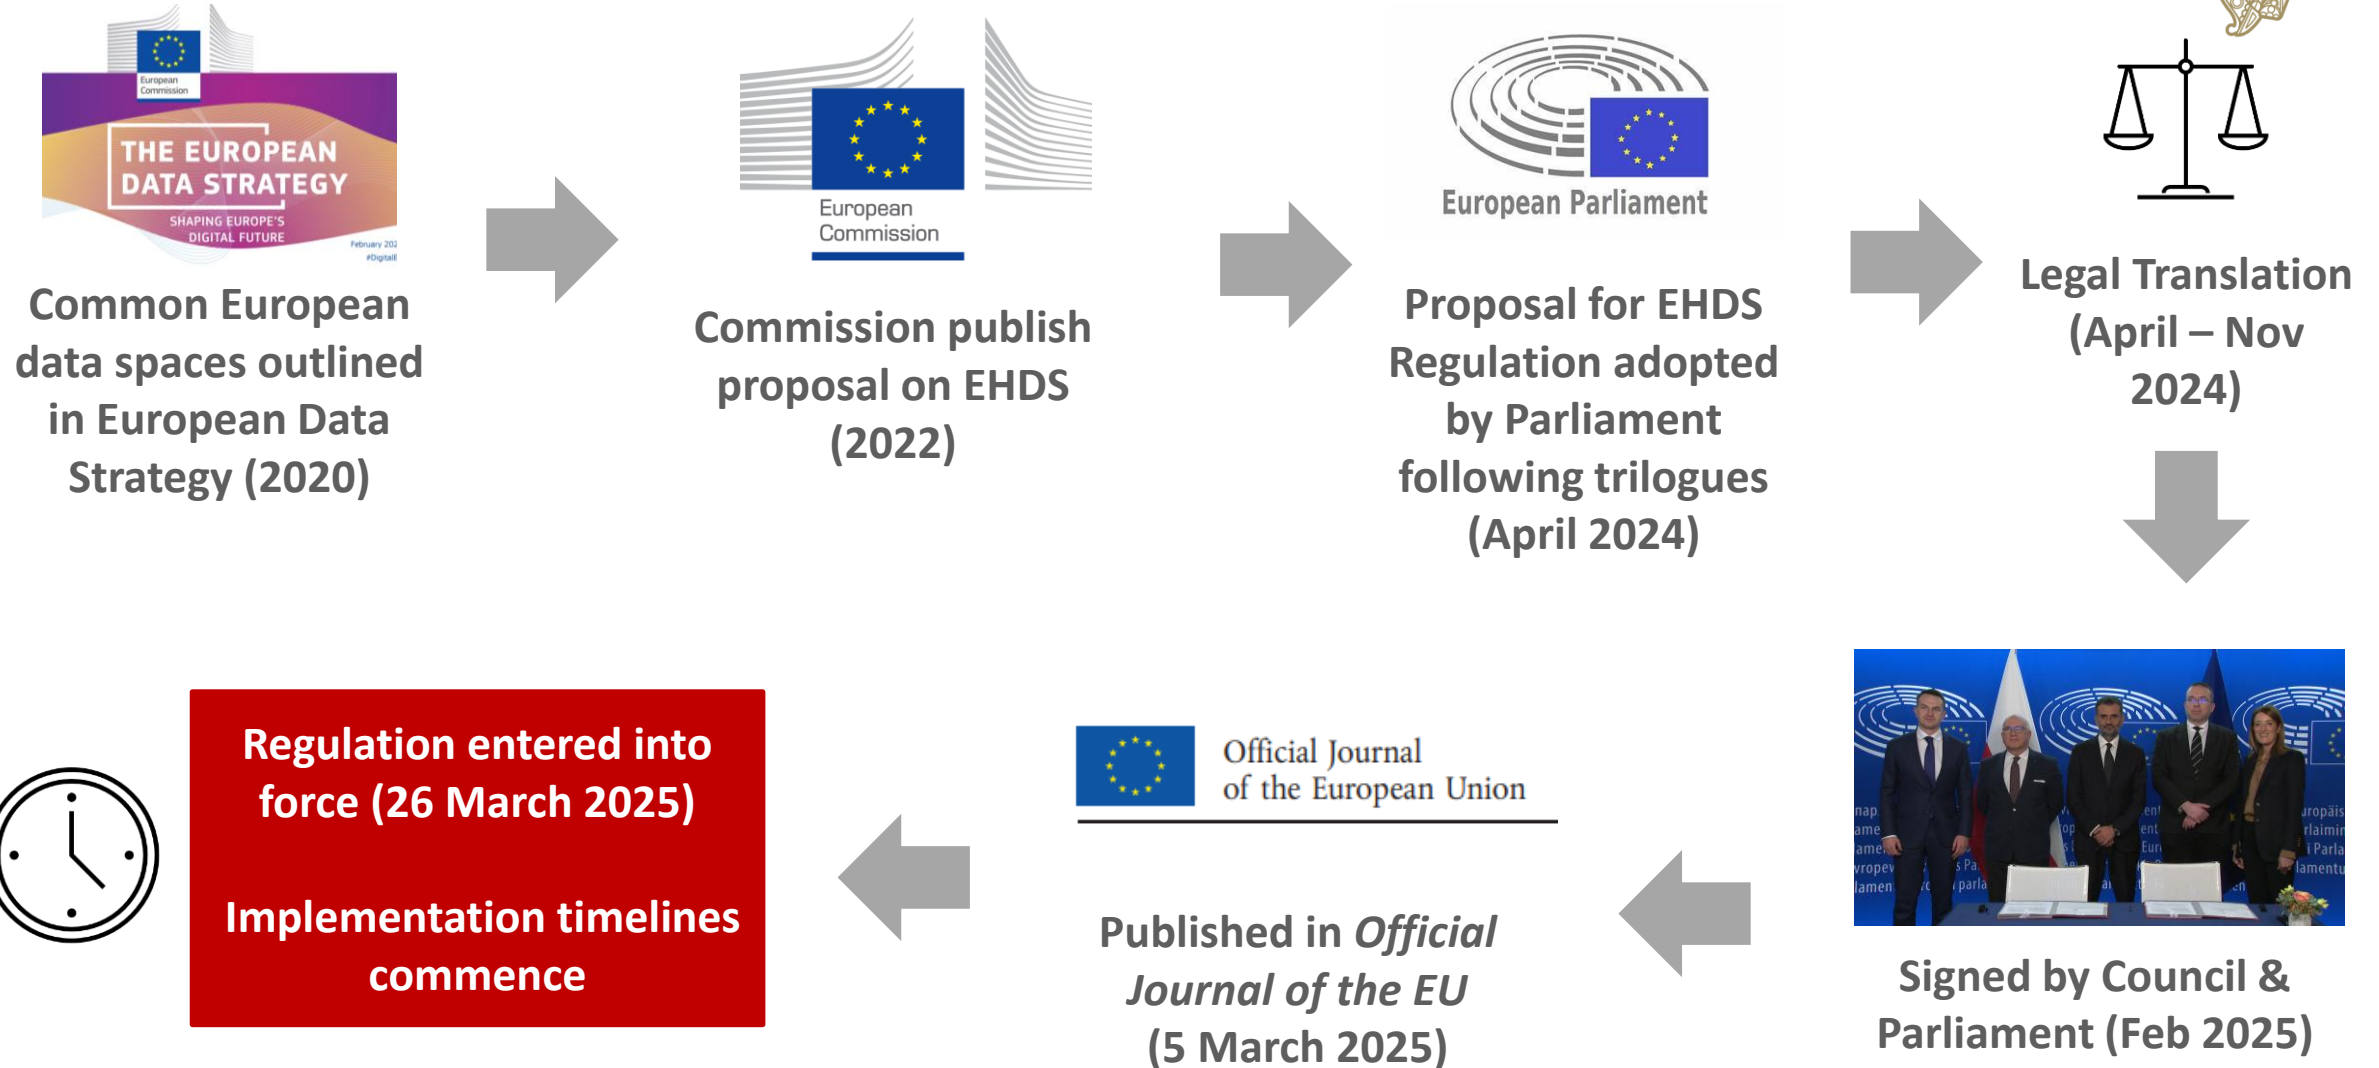 European
Commission
THE EUROPEAN
DATA STRATEGY
SHAPING EUROPE'S
DIGITAL FUTURE
February 202
#DigitalE
Common European
data spaces outlined
in European Data
Strategy (2020)
European
Commission
Commission publish
proposal on EHDS
(2022)
European Parliament
Proposal for EHDS
Regulation adopted
by Parliament
following trilogues
(April 2024)
Legal Translation
(April – Nov
2024)
Signed by Council &
Parliament (Feb 2025)
Official Journal
of the European Union
Published in Official
Journal of the EU
(5 March 2025)
Regulation entered into
force (26 March 2025)
Implementation timelines
commence